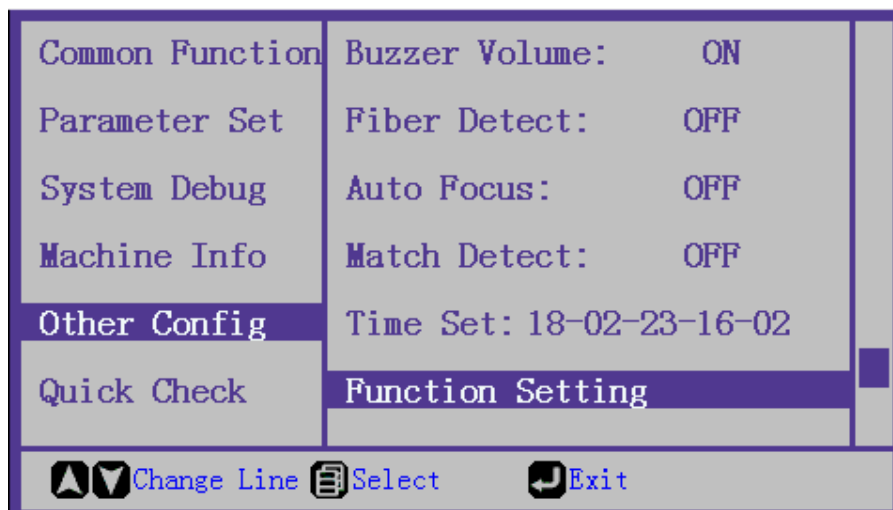 Common Function
Parameter Set
System Debug
Machine Info
Other Config
Quick Check
Buzzer Volume: ON
Fiber Detect: OFF
Auto Focus: OFF
Match Detect: OFF
Time Set: 18-02-23-16-02
Function Setting
Change Line Select Exit